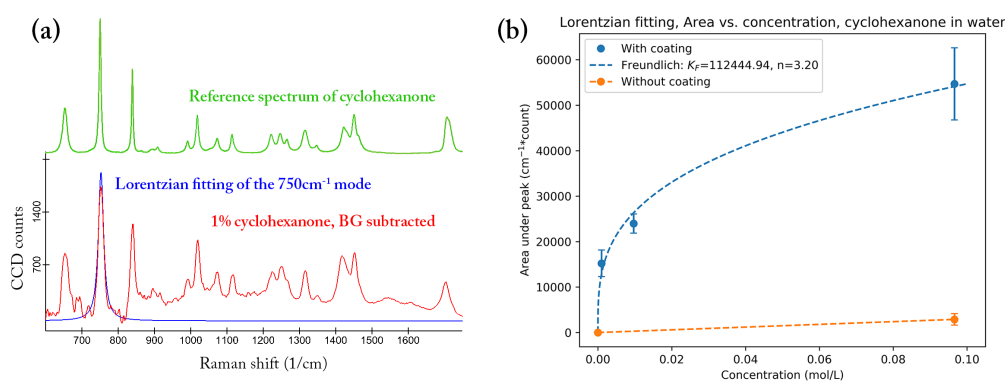 (a)
Reference spectrum of cyclohexanone
Lorentzian fitting of the 750cm⁻¹ mode
1% cyclohexanone, BG subtracted
CCD counts
1400
700
700 800 900 1000 1100 1200 1300 1400 1500 1600
Raman shift (1/cm)
(b)
Lorentzian fitting, Area vs. concentration, cyclohexanone in water
With coating
Freundlich: K_F=112444.94, n=3.20
Without coating
Area under peak (cm⁻¹*count)
60000
50000
40000
30000
20000
10000
0
0.00 0.02 0.04 0.06 0.08 0.10
Concentration (mol/L)